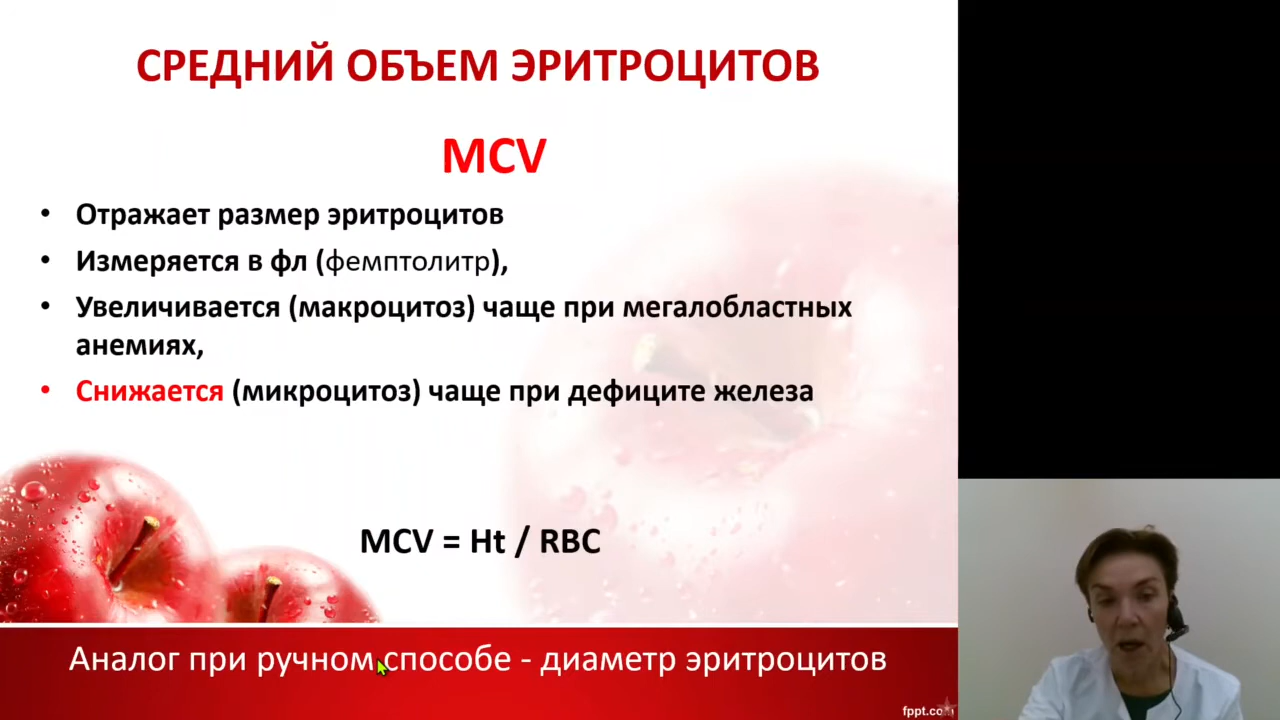 СРЕДНИЙ ОБЪЕМ ЭРИТРОЦИТОВ
MCV
• Отражает размер эритроцитов
• Измеряется в фл (фемптолитр),
• Увеличивается (макроцитоз) чаще при мегалобластных
анемиях,
• Снижается (микроцитоз) чаще при дефиците железа
MCV = Ht / RBC
Аналог при ручном способе - диаметр эритроцитов
fppt.com